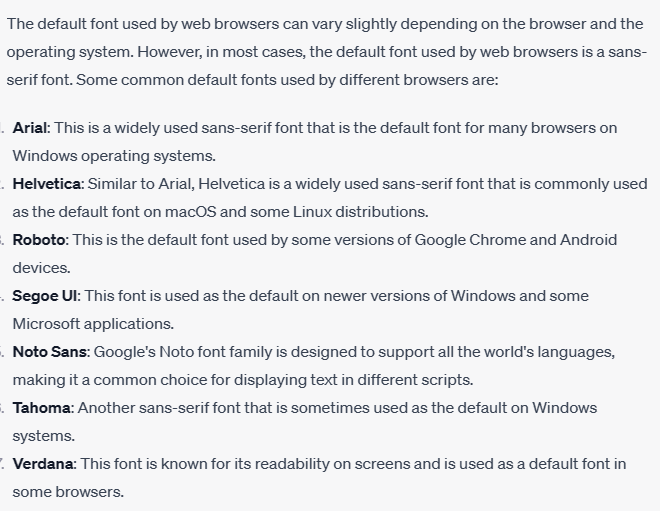 The default font used by web browsers can vary slightly depending on the browser and the
operating system. However, in most cases, the default font used by web browsers is a sans-
serif font. Some common default fonts used by different browsers are:
. Arial: This is a widely used sans-serif font that is the default font for many browsers on
Windows operating systems.
. Helvetica: Similar to Arial, Helvetica is a widely used sans-serif font that is commonly used
as the default font on macOS and some Linux distributions.
. Roboto: This is the default font used by some versions of Google Chrome and Android
devices.
. Segoe UI: This font is used as the default on newer versions of Windows and some
Microsoft applications.
. Noto Sans: Google's Noto font family is designed to support all the world's languages,
making it a common choice for displaying text in different scripts.
. Tahoma: Another sans-serif font that is sometimes used as the default on Windows
systems.
. Verdana: This font is known for its readability on screens and is used as a default font in
some browsers.